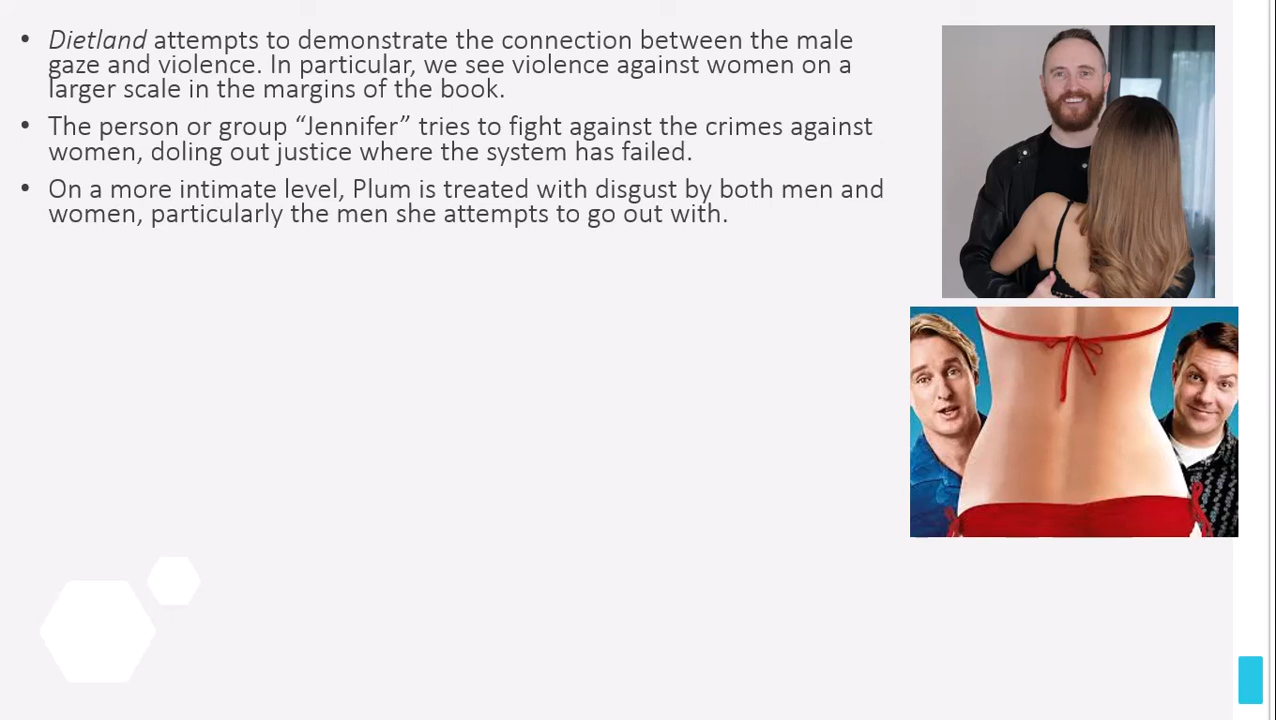 • Dietland attempts to demonstrate the connection between the male
gaze and violence. In particular, we see violence against women on a
larger scale in the margins of the book.
• The person or group “Jennifer” tries to fight against the crimes against
women, doling out justice where the system has failed.
• On a more intimate level, Plum is treated with disgust by both men and
women, particularly the men she attempts to go out with.